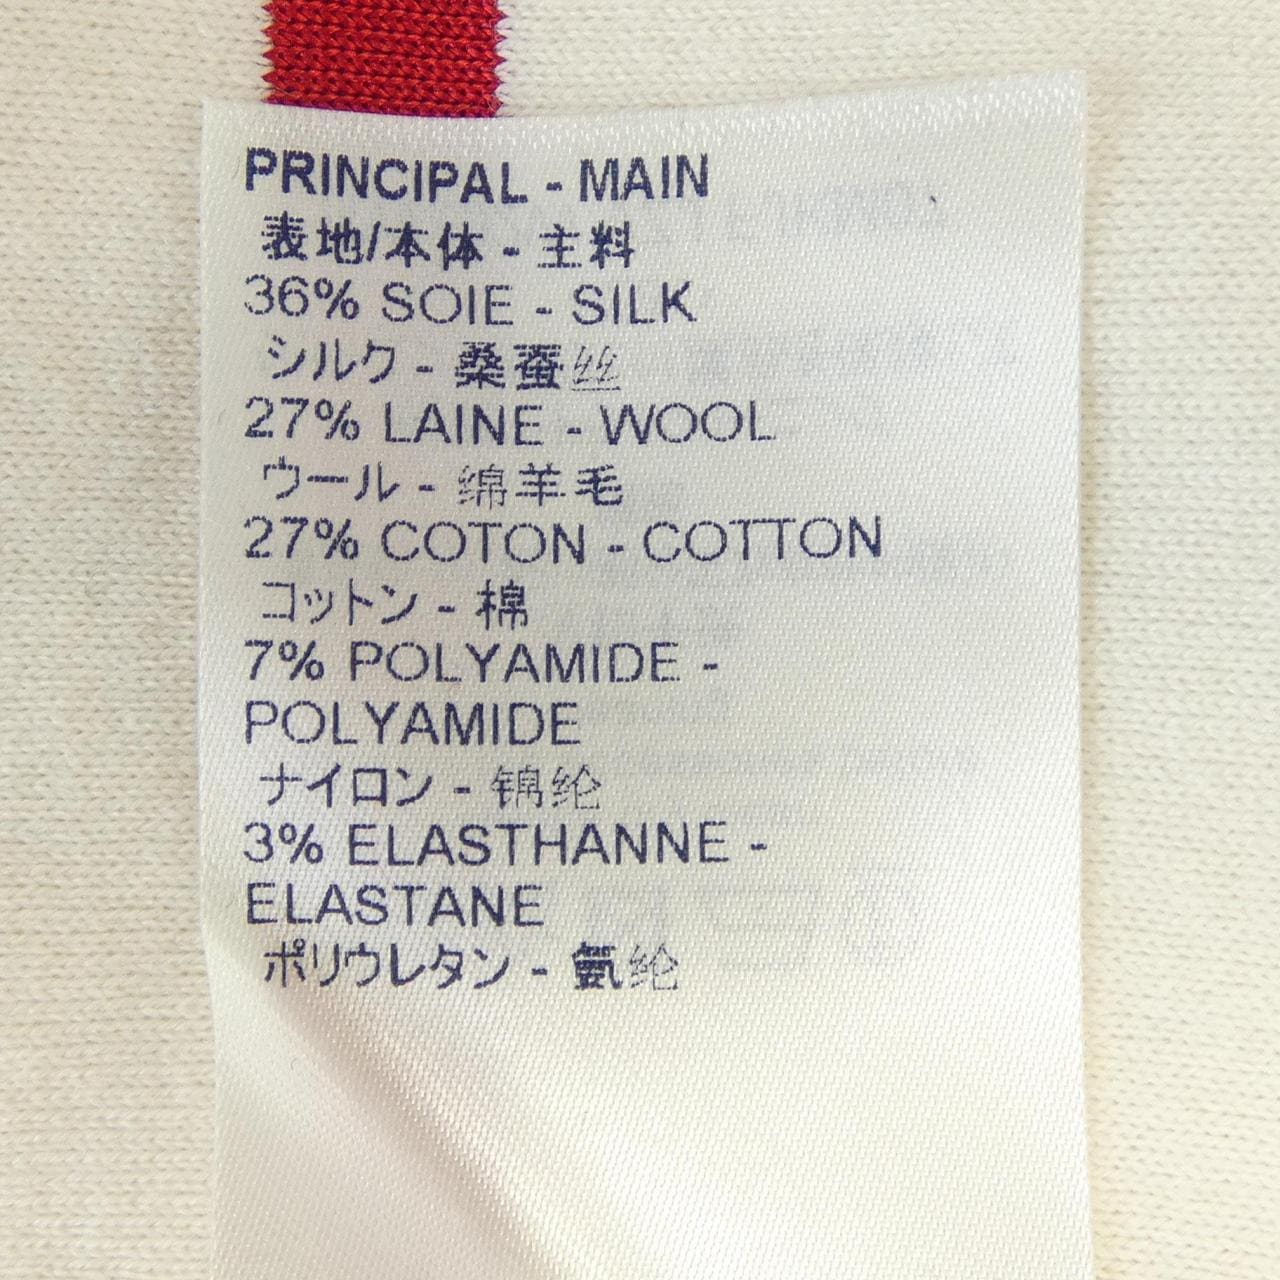 PRINCIPAL - MAIN
表地/本体 - 主料
36% SOIE - SILK
シルク - 桑蚕丝
27% LAINE - WOOL
ウール - 绵羊毛
27% COTON - COTTON
コットン - 棉
7% POLYAMIDE -
POLYAMIDE
ナイロン - 锦纶
3% ELASTHANNE -
ELASTANE
ポリウレタン - 氨纶